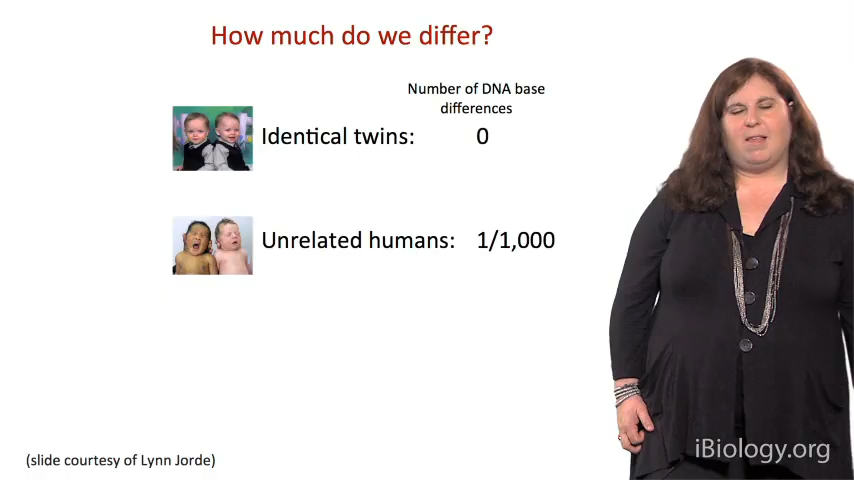 How much do we differ?
Number of DNA base
differences
Identical twins: 0
Unrelated humans: 1/1,000
(slide courtesy of Lynn Jorde)
iBiology.org